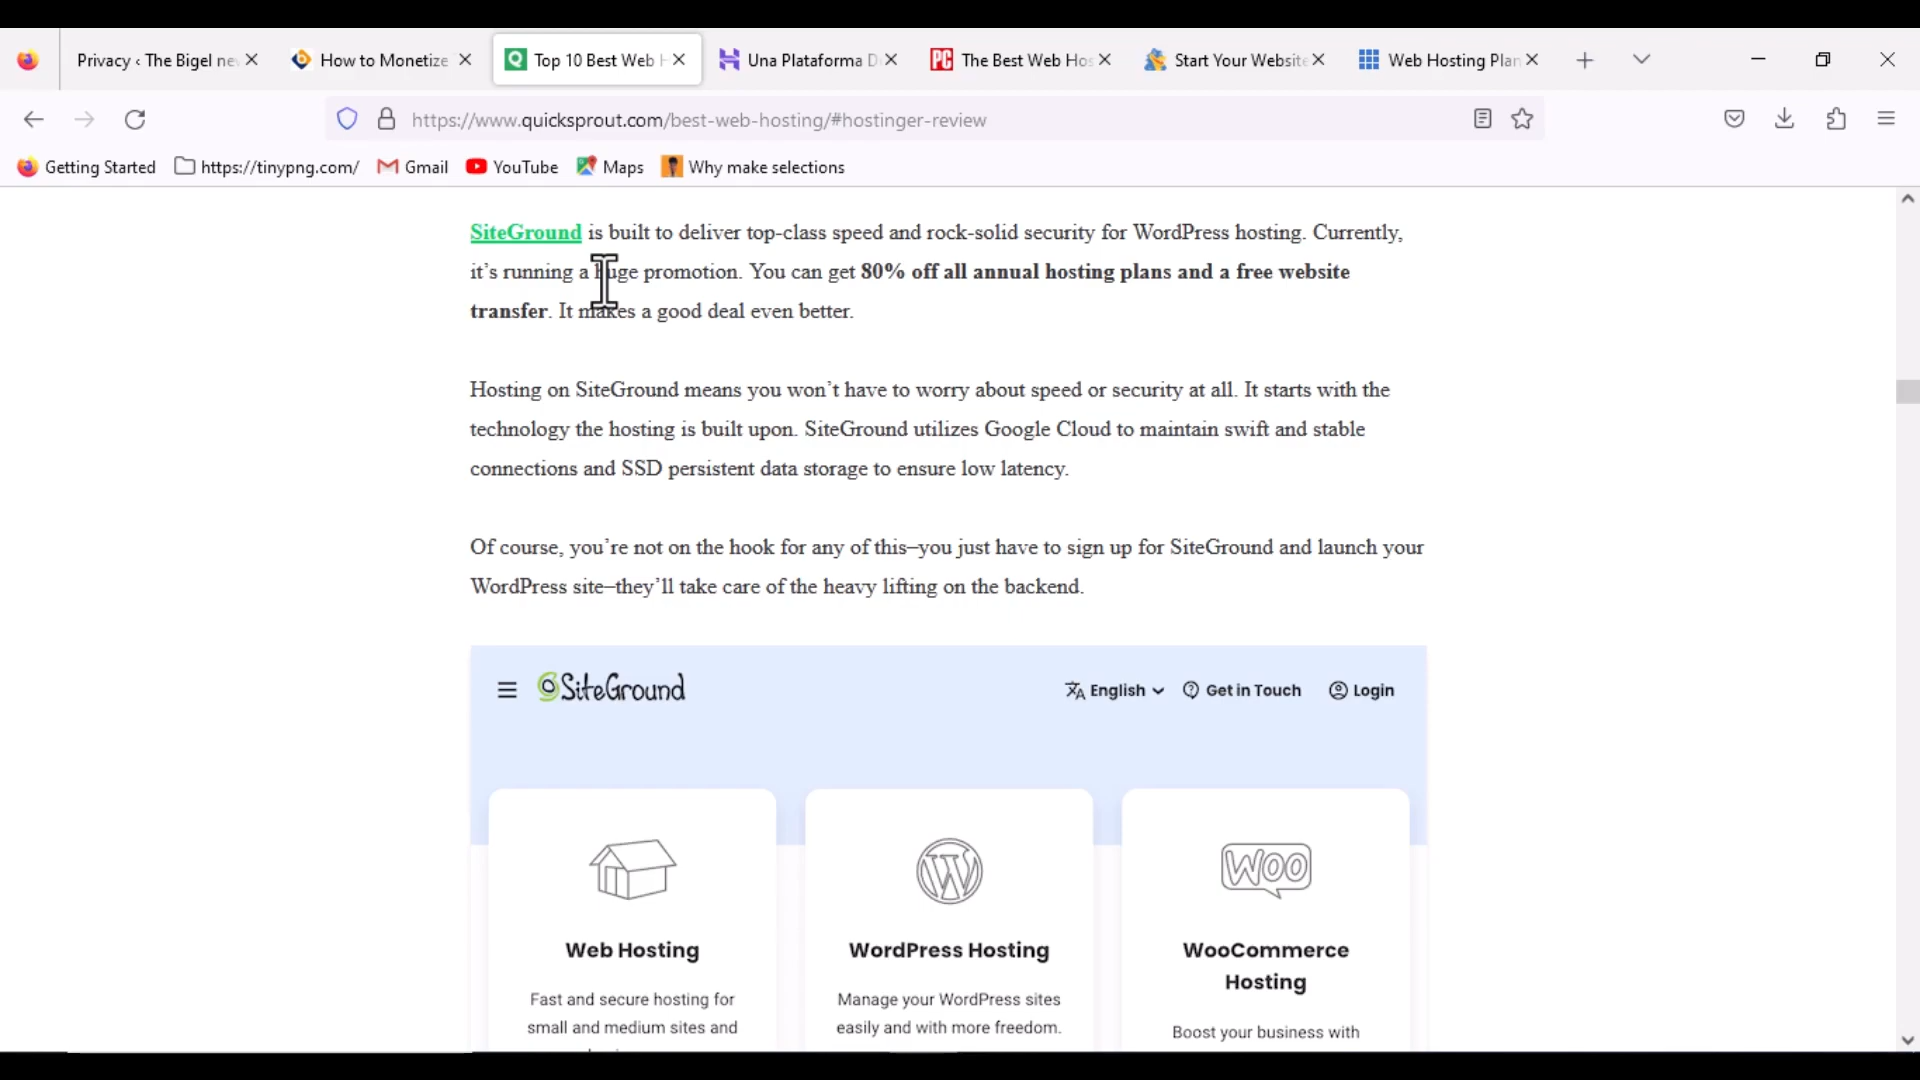 Privacy ‹ The Bigel ne
How to Monetize
Top 10 Best Web H
Una Plataforma D
PC
The Best Web Hos
Start Your Website
Web Hosting Plan
https://www.quicksprout.com/best-web-hosting/#hostinger-review
Getting Started
https://tinypng.com/
Gmail
YouTube
Maps
Why make selections
SiteGround is built to deliver top-class speed and rock-solid security for WordPress hosting. Currently,
it’s running a huge promotion. You can get 80% off all annual hosting plans and a free website
transfer. It makes a good deal even better.
Hosting on SiteGround means you won’t have to worry about speed or security at all. It starts with the
technology the hosting is built upon. SiteGround utilizes Google Cloud to maintain swift and stable
connections and SSD persistent data storage to ensure low latency.
Of course, you’re not on the hook for any of this–you just have to sign up for SiteGround and launch your
WordPress site–they’ll take care of the heavy lifting on the backend.
SiteGround
English
Get in Touch
Login
Web Hosting
Fast and secure hosting for
small and medium sites and
WordPress Hosting
Manage your WordPress sites
easily and with more freedom.
WOO
WooCommerce
Hosting
Boost your business with